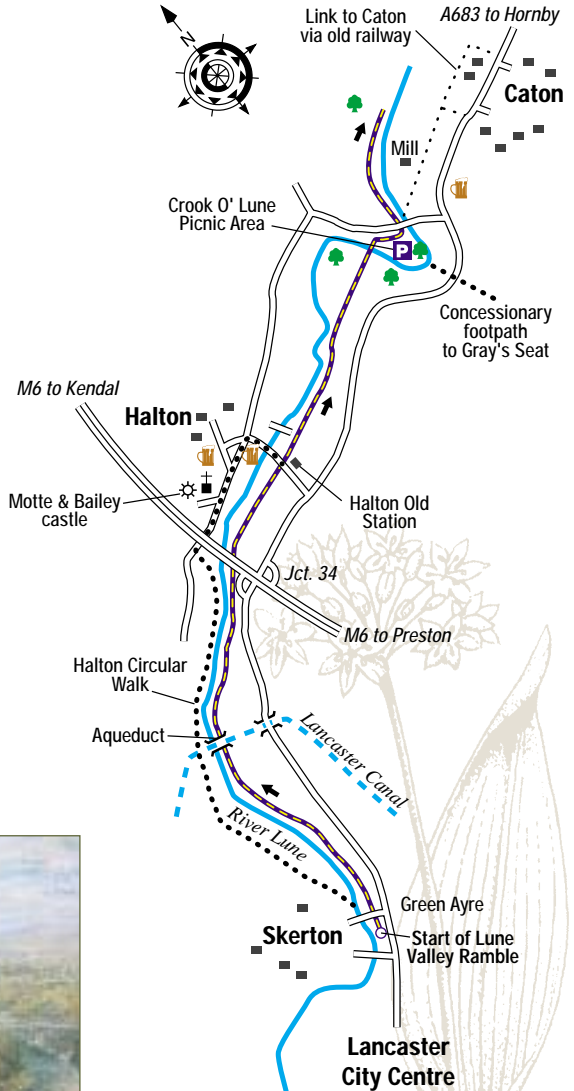 N
Link to Caton
via old railway
A683 to Hornby
Caton
Mill
Crook O' Lune
Picnic Area
P
Concessionary
footpath
to Gray's Seat
M6 to Kendal
Halton
Motte & Bailey
castle
Halton Old
Station
Jct. 34
M6 to Preston
Halton Circular
Walk
Aqueduct
Lancaster Canal
River Lune
Green Ayre
Skerton
Start of Lune
Valley Ramble
Lancaster
City Centre